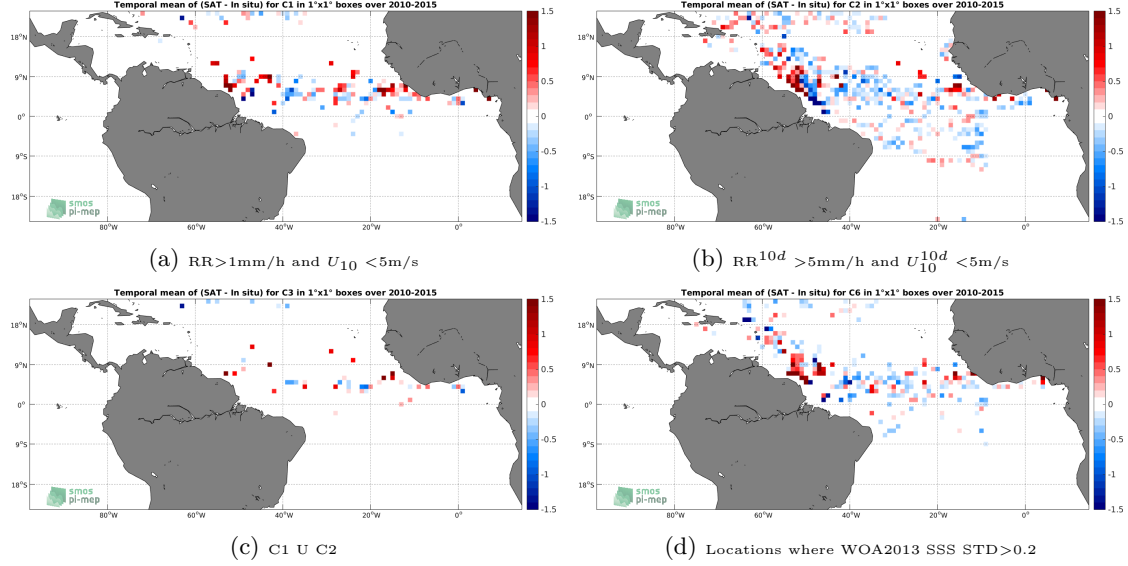 Temporal mean of (SAT - In situ) for C1 in 1°x1° boxes over 2010-2015
18°N
9°N
0°
9°S
18°S
80°W
60°W
40°W
20°W
0°
1.5
1
0.5
0
-0.5
-1
-1.5
smos
pi-mep
(a) RR>1mm/h and U10 <5m/s
Temporal mean of (SAT - In situ) for C2 in 1°x1° boxes over 2010-2015
18°N
9°N
0°
9°S
18°S
80°W
60°W
40°W
20°W
0°
1.5
1
0.5
0
-0.5
-1
-1.5
smos
pi-mep
(b) RR^10d >5mm/h and U10^10d <5m/s
Temporal mean of (SAT - In situ) for C3 in 1°x1° boxes over 2010-2015
18°N
9°N
0°
9°S
18°S
80°W
60°W
40°W
20°W
0°
1.5
1
0.5
0
-0.5
-1
-1.5
smos
pi-mep
(c) C1 U C2
Temporal mean of (SAT - In situ) for C6 in 1°x1° boxes over 2010-2015
18°N
9°N
0°
9°S
18°S
80°W
60°W
40°W
20°W
0°
1.5
1
0.5
0
-0.5
-1
-1.5
smos
pi-mep
(d) Locations where WOA2013 SSS STD>0.2